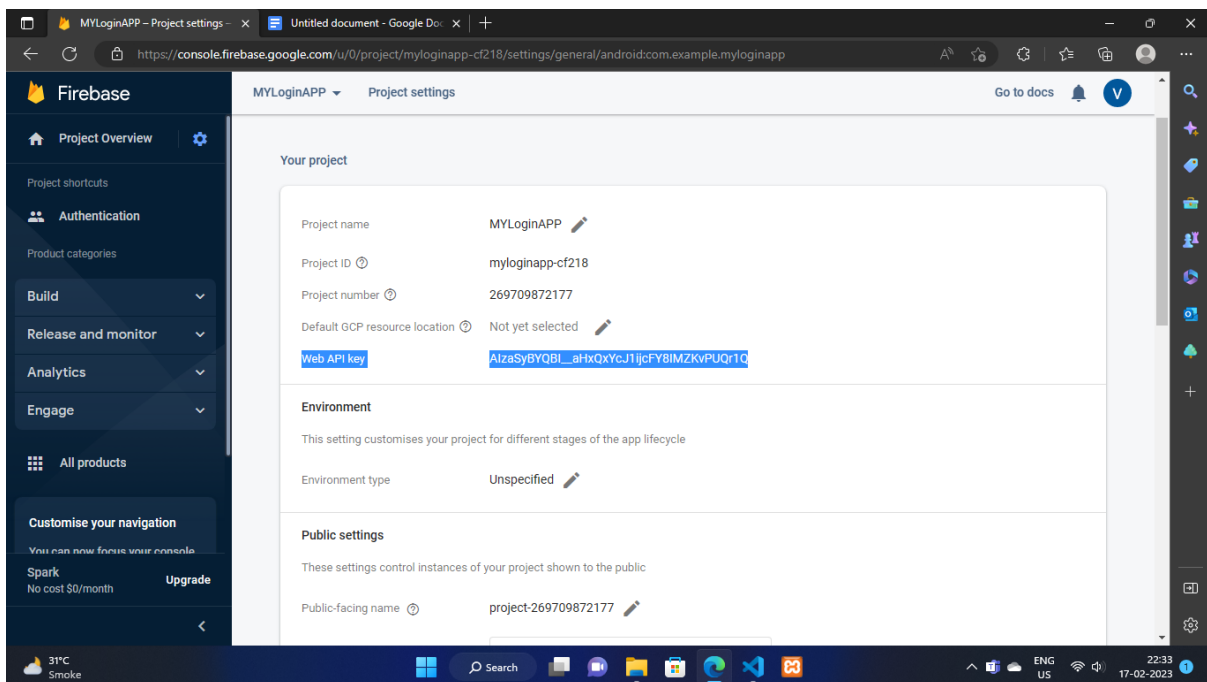 MYLoginAPP – Project settings –
Untitled document - Google Doc
https://console.firebase.google.com/u/0/project/myloginapp-cf218/settings/general/android:com.example.myloginapp
Firebase
MYLoginAPP
Project settings
Go to docs
V
Project Overview
Project shortcuts
Authentication
Product categories
Build
Release and monitor
Analytics
Engage
All products
Customise your navigation
You can now focus your console
Spark
No cost $0/month
Upgrade
Your project
Project name MYLoginAPP
Project ID myloginapp-cf218
Project number 269709872177
Default GCP resource location Not yet selected
Web API key AIzaSyBYQBI__aHxQxYcJ1ijcFY8IMZKvPUQr1Q
Environment
This setting customises your project for different stages of the app lifecycle
Environment type Unspecified
Public settings
These settings control instances of your project shown to the public
Public-facing name project-269709872177
31°C
Smoke
Search
ENG
US
22:33
17-02-2023
1